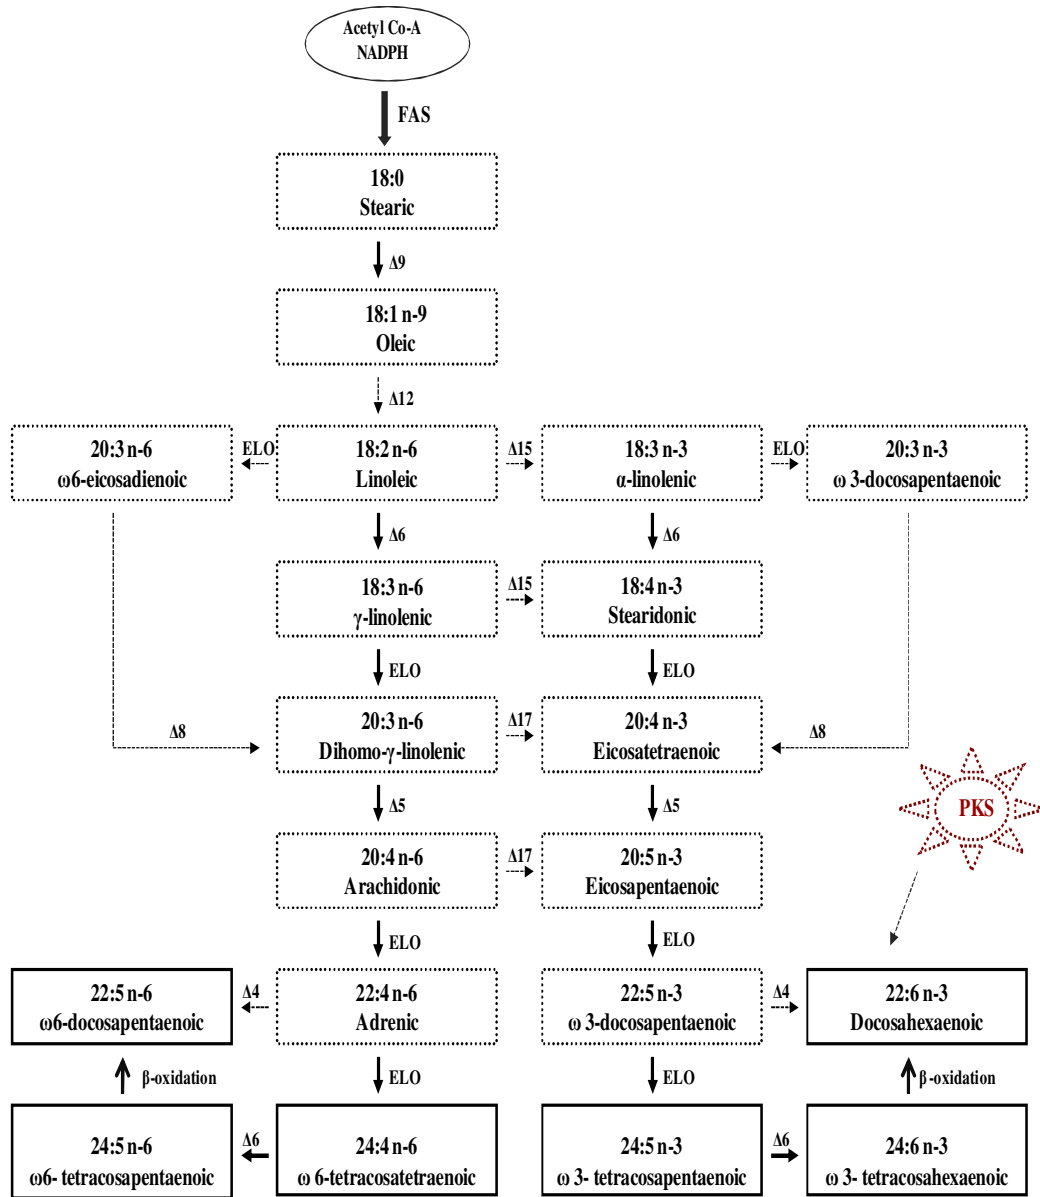 Acetyl Co-A
NADPH
FAS
18:0
Stearic
Δ9
18:1 n-9
Oleic
Δ12
20:3 n-6
ω6-eicosadienoic
ELO
18:2 n-6
Linoleic
Δ15
18:3 n-3
α-linolenic
ELO
20:3 n-3
ω 3-docosapentaenoic
Δ6
Δ6
18:3 n-6
γ-linolenic
Δ15
18:4 n-3
Stearidonic
ELO
ELO
Δ8
20:3 n-6
Dihomo-γ-linolenic
Δ17
20:4 n-3
Eicosatetraenoic
Δ8
PKS
Δ5
Δ5
20:4 n-6
Arachidonic
Δ17
20:5 n-3
Eicosapentaenoic
ELO
ELO
22:5 n-6
ω6-docosapentaenoic
Δ4
22:4 n-6
Adrenic
22:5 n-3
ω 3-docosapentaenoic
Δ4
22:6 n-3
Docosahexaenoic
β-oxidation
ELO
ELO
β-oxidation
24:5 n-6
ω6- tetracosapentaenoic
Δ6
24:4 n-6
ω 6-tetracosatetraenoic
24:5 n-3
ω 3- tetracosapentaenoic
Δ6
24:6 n-3
ω 3- tetracosahexaenoic